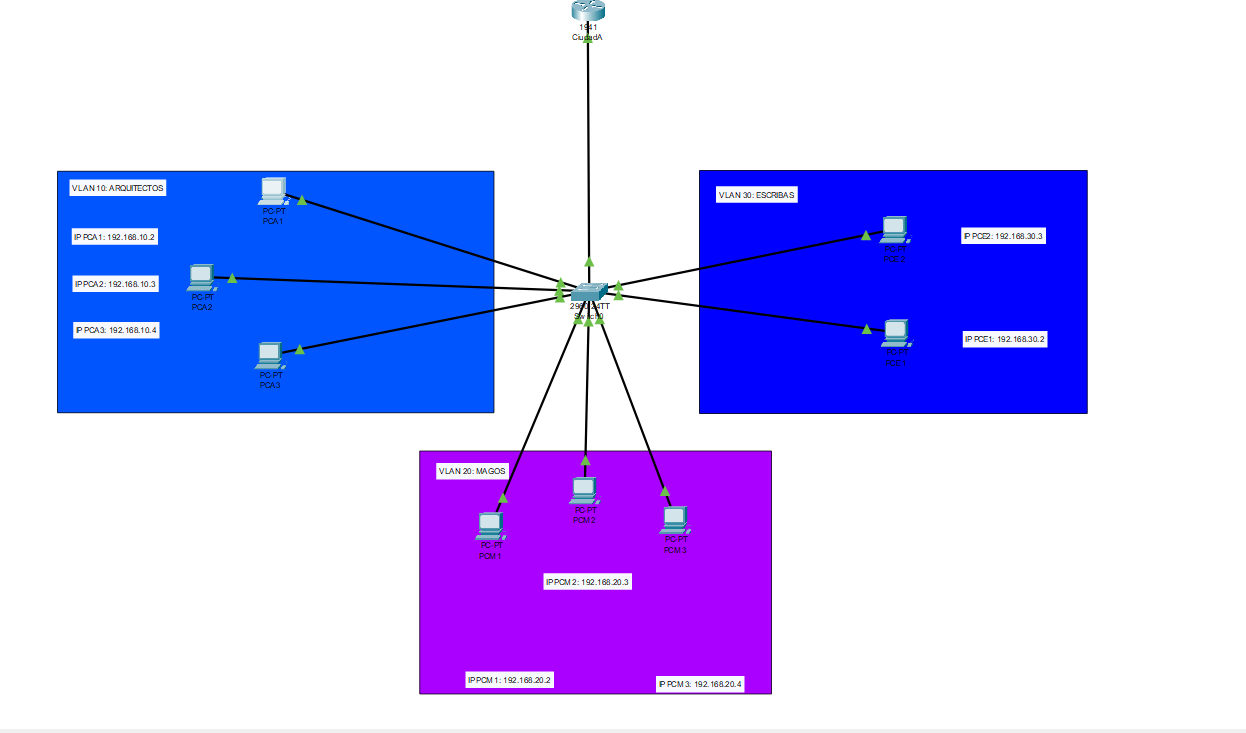 1941
CiudadA
VLAN 10: ARQUITECTOS
PC-PT
PCA1
IP PCA1: 192.168.10.2
IP PCA2: 192.168.10.3
PC-PT
PCA2
IP PCA3: 192.168.10.4
PC-PT
PCA3
2960-24TT
Switch0
VLAN 30: ESCRIBAS
PC-PT
PCE2
IP PCE2: 192.168.30.3
PC-PT
PCE1
IP PCE1: 192.168.30.2
VLAN 20: MAGOS
PC-PT
PCM1
PC-PT
PCM2
PC-PT
PCM3
IP PCM2: 192.168.20.3
IP PCM1: 192.168.20.2
IP PCM3: 192.168.20.4